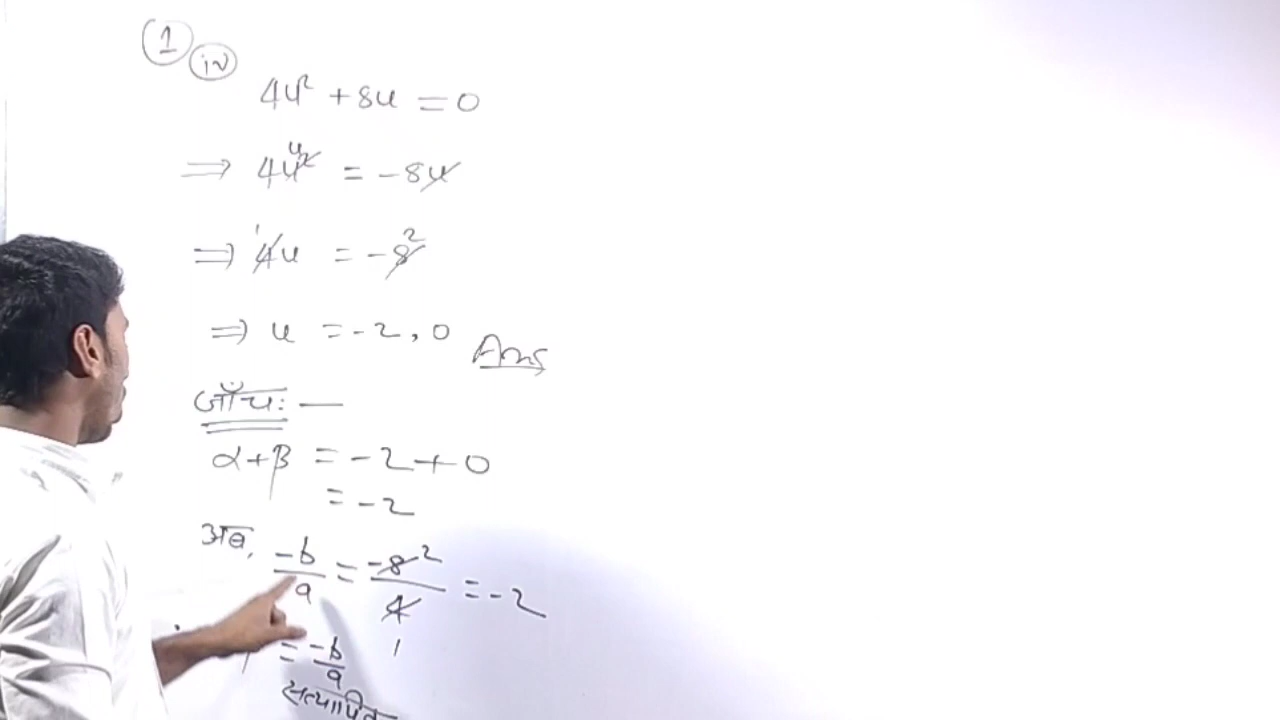 1 iv
4u² + 8u = 0
⇒ 4u² = -8u
⇒ 4u = -8
⇒ u = -2, 0 Ans
जाँच: —
α+β = -2+0
= -2
अब, -b/a = -8/4 = -2
= -b/a
सत्यापित